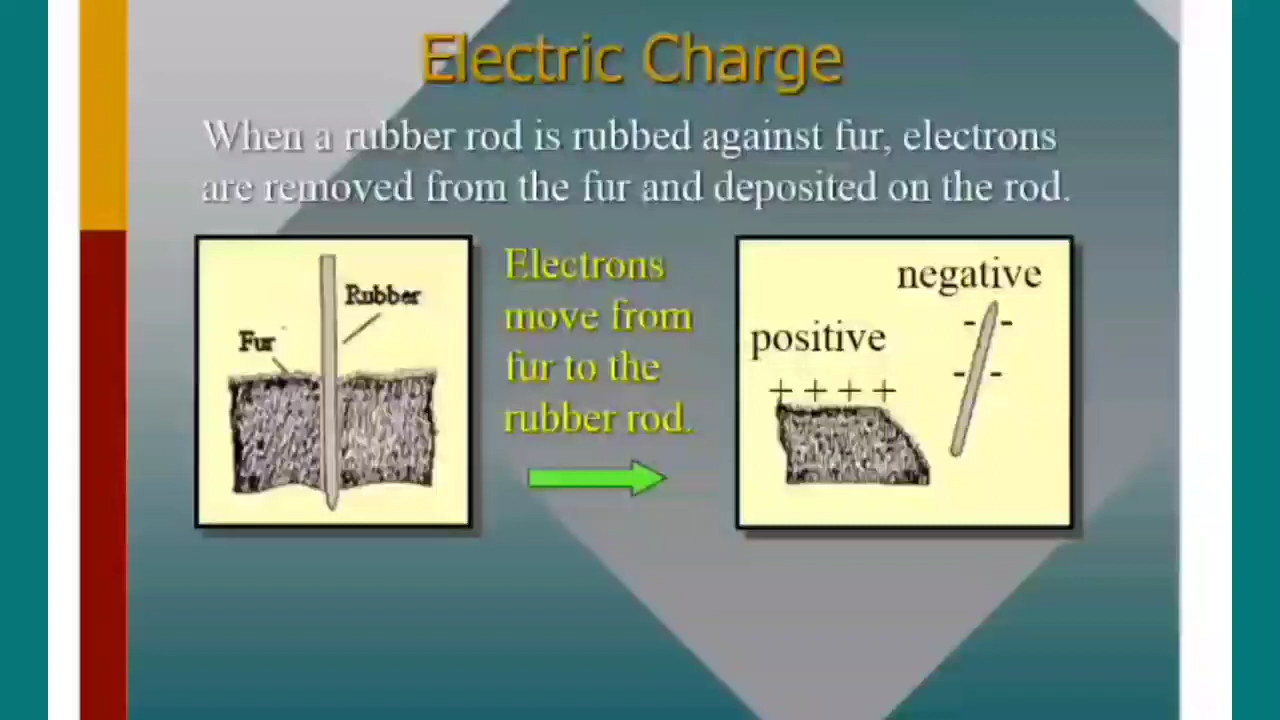 Electric Charge
When a rubber rod is rubbed against fur, electrons
are removed from the fur and deposited on the rod.
Rubber
Fur
Electrons
move from
fur to the
rubber rod.
negative
- -
positive
- -
+ + + +